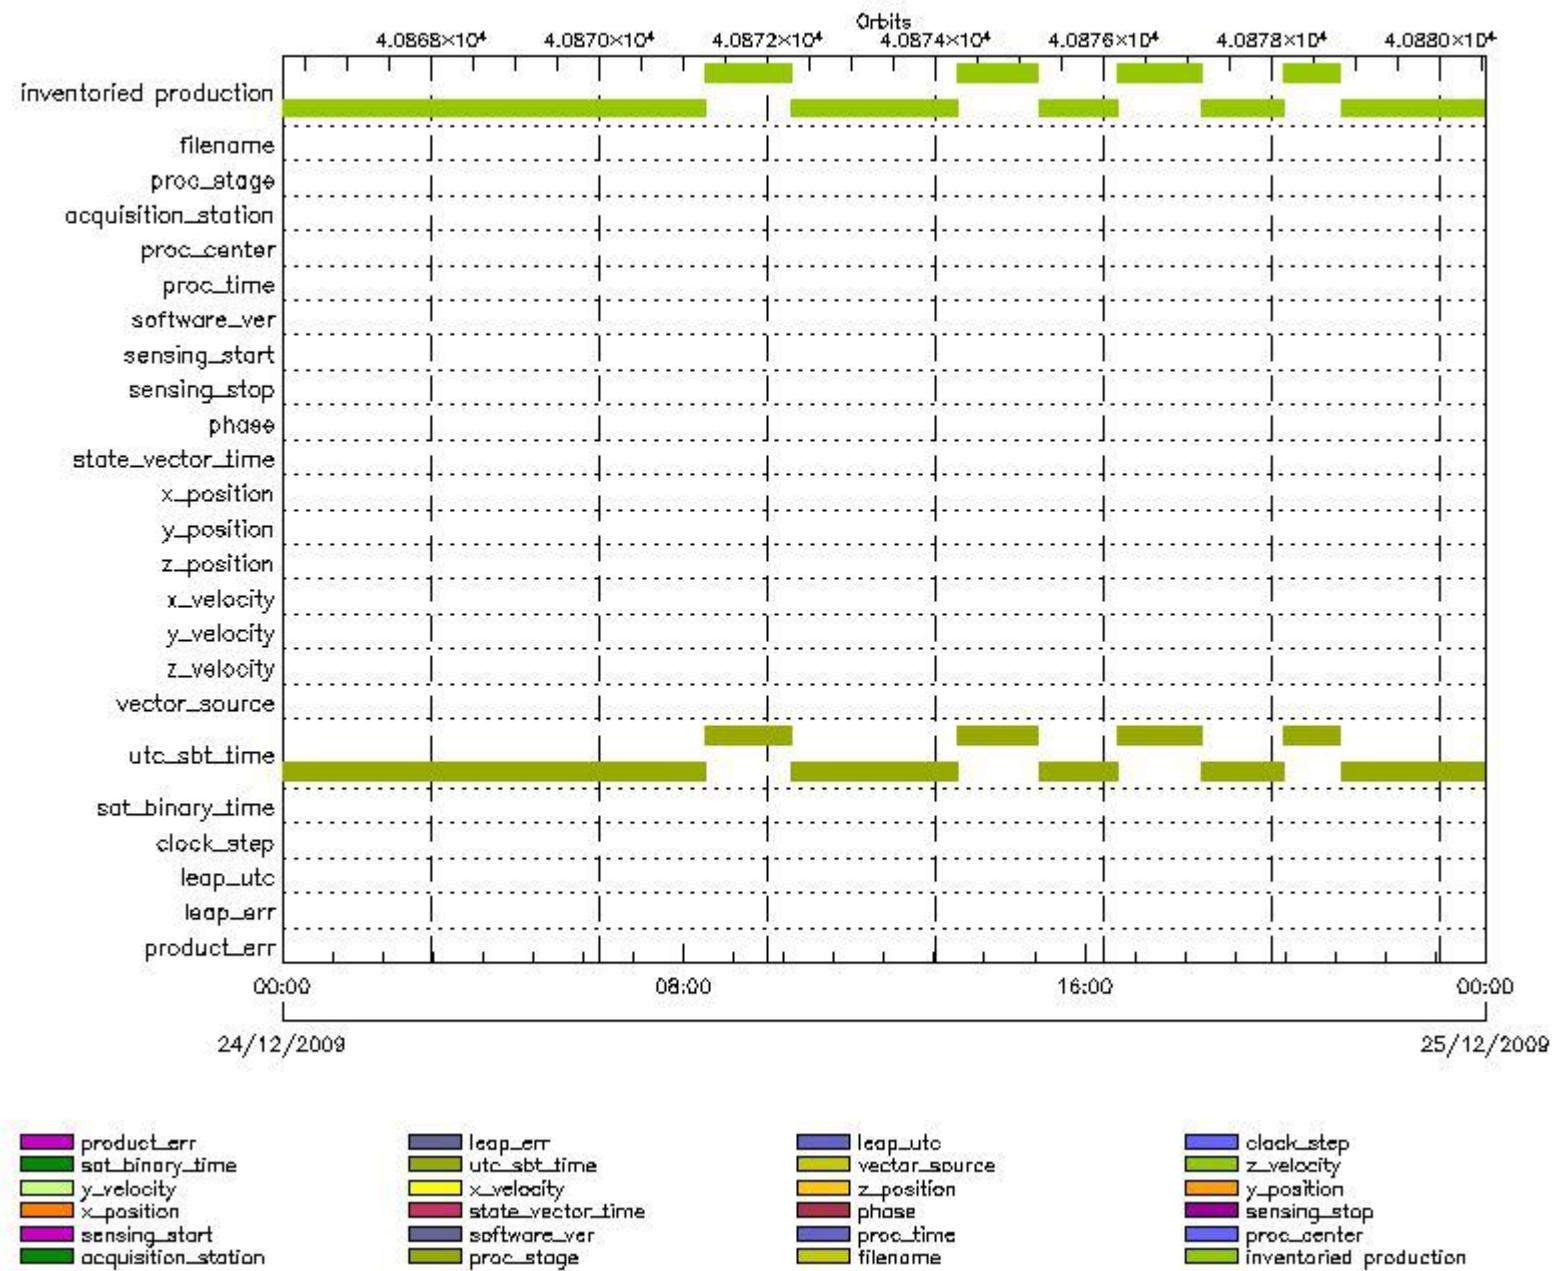 Orbits
4.0868×10⁴ 4.0870×10⁴ 4.0872×10⁴ 4.0874×10⁴ 4.0876×10⁴ 4.0878×10⁴ 4.0880×10⁴
inventoried production
filename
proc_stage
acquisition_station
proc_center
proc_time
software_ver
sensing_start
sensing_stop
phase
state_vector_time
x_position
y_position
z_position
x_velocity
y_velocity
z_velocity
vector_source
utc_sbt_time
sat_binary_time
clock_step
leap_utc
leap_err
product_err
00:00 08:00 16:00 00:00
24/12/2009 25/12/2009
product_err leap_err leap_utc clock_step
sat_binary_time utc_sbt_time vector_source z_velocity
y_velocity x_velocity z_position y_position
x_position state_vector_time phase sensing_stop
sensing_start software_ver proc_time proc_center
acquisition_station proc_stage filename inventoried production